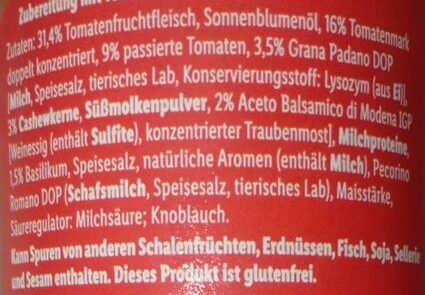 Zubereitung mit
Zutaten: 31,4% Tomatenfruchtfleisch, Sonnenblumenöl, 16% Tomatenmark
doppelt konzentriert, 9% passierte Tomaten, 3,5% Grana Padano DOP
[Milch, Speisesalz, tierisches Lab, Konservierungsstoff: Lysozym (aus Ei)],
3% Cashewkerne, Süßmolkenpulver, 2% Aceto Balsamico di Modena IGP
[Weinessig (enthält Sulfite), konzentrierter Traubenmost], Milchproteine,
1,5% Basilikum, Speisesalz, natürliche Aromen (enthält Milch), Pecorino
Romano DOP (Schafsmilch, Speisesalz, tierisches Lab), Maisstärke,
Säureregulator: Milchsäure; Knoblauch.
Kann Spuren von anderen Schalenfrüchten, Erdnüssen, Fisch, Soja, Sellerie
und Sesam enthalten. Dieses Produkt ist glutenfrei.